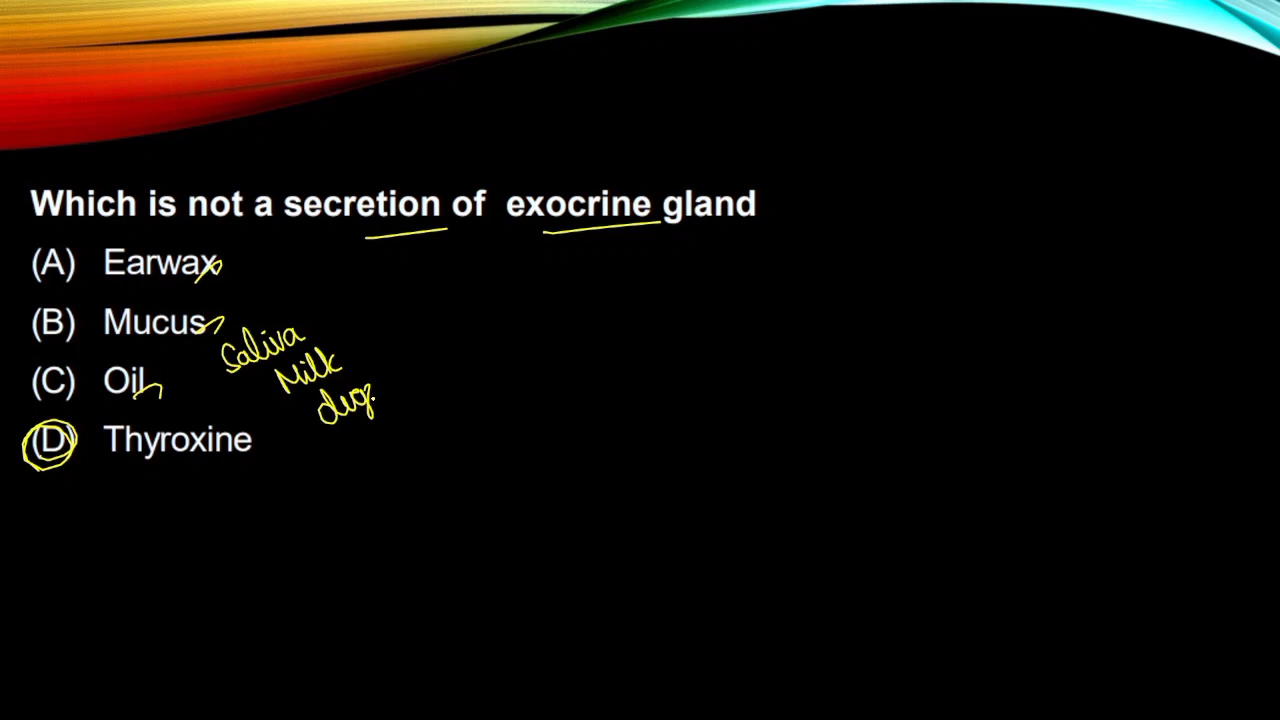 Which is not a secretion of exocrine gland
(A) Earwax
(B) Mucus
Saliva
(C) Oil
Milk
(D) Thyroxine